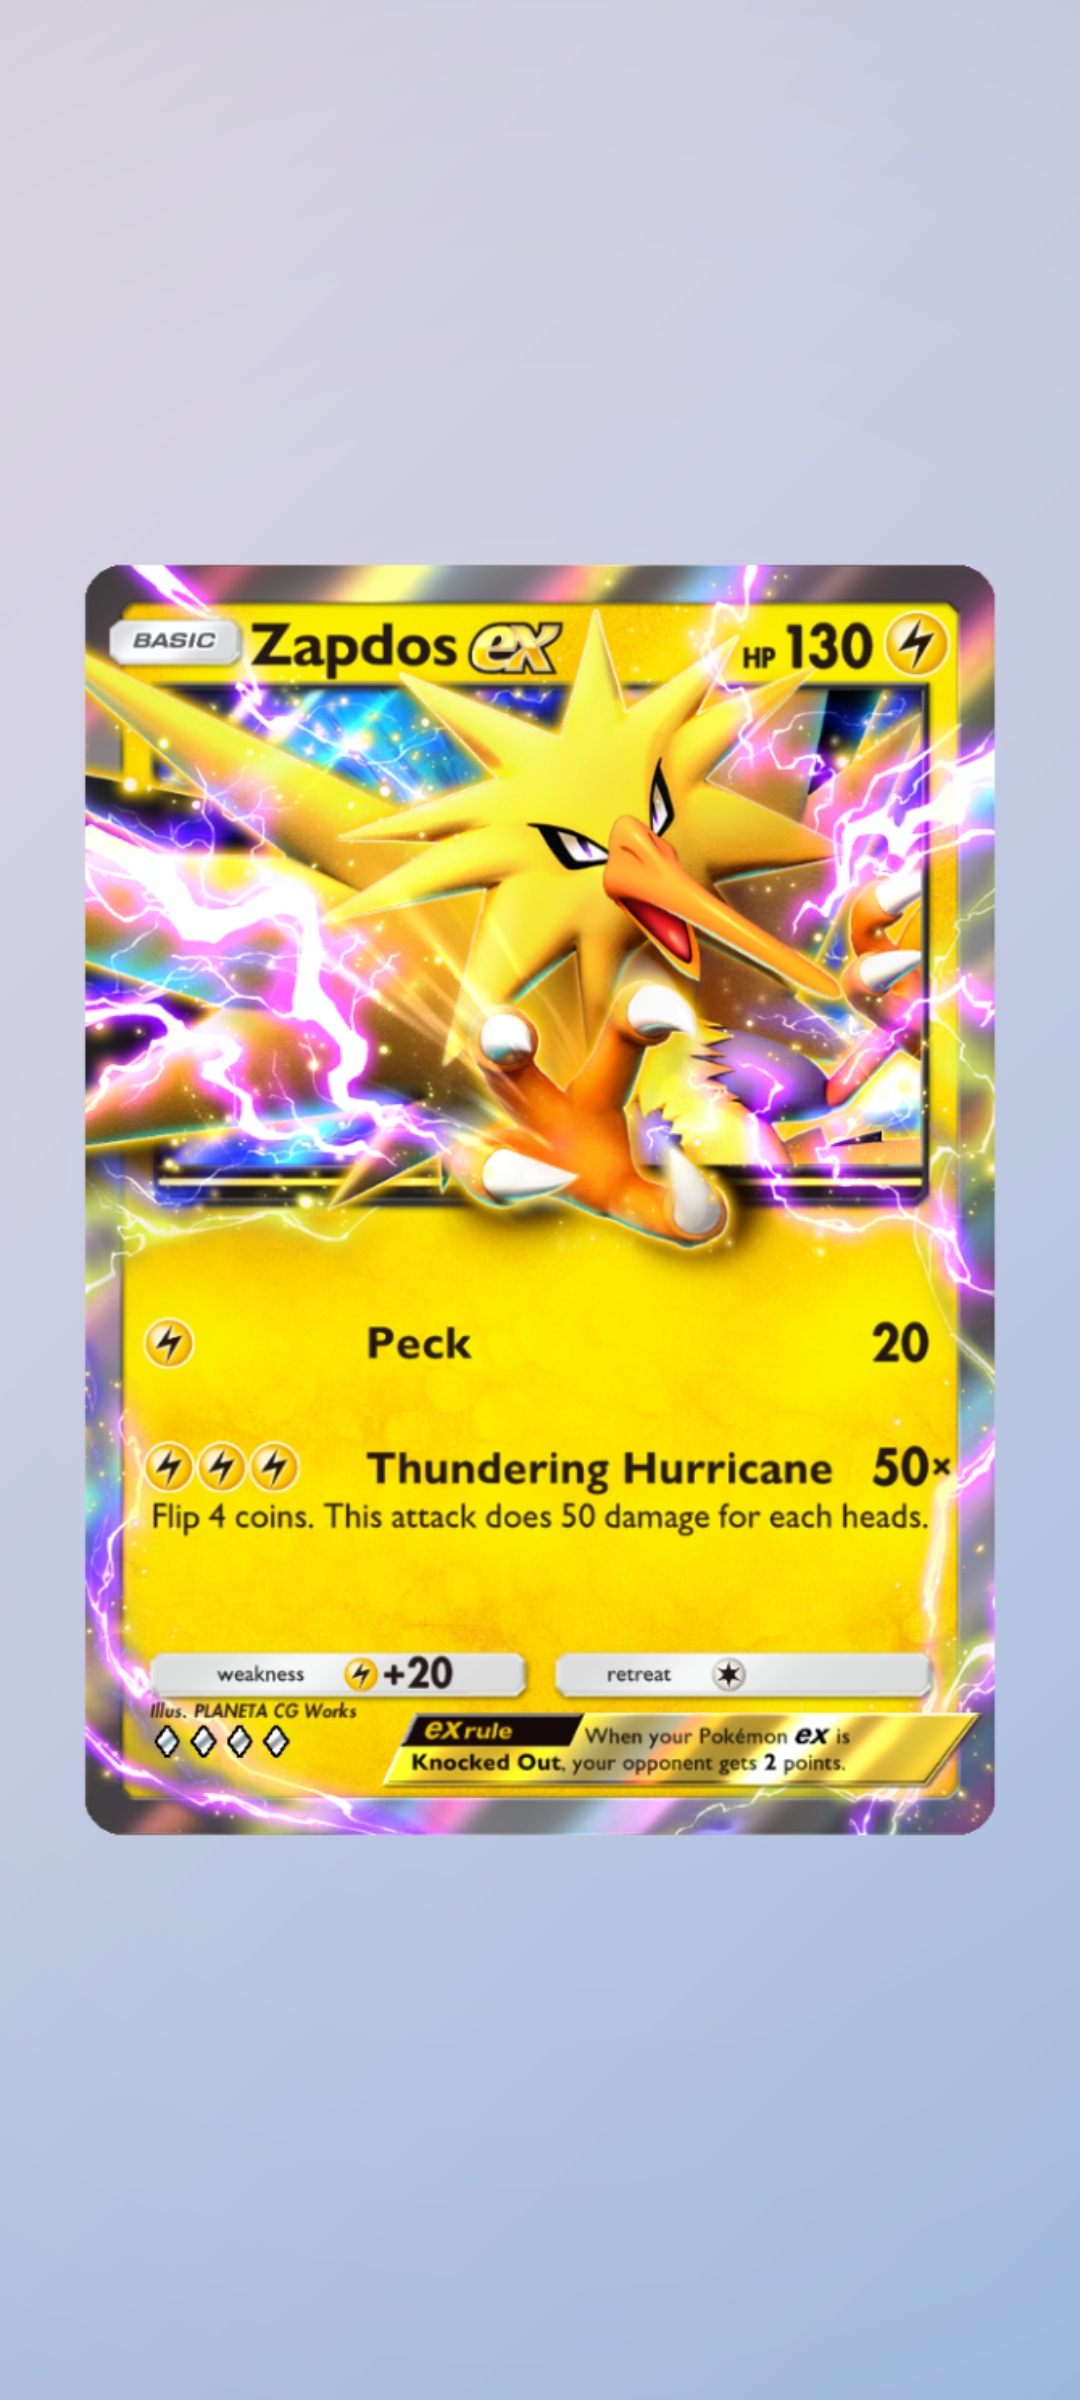 BASIC Zapdos ex HP 130
Peck 20
Thundering Hurricane 50×
Flip 4 coins. This attack does 50 damage for each heads.
weakness +20 retreat
Illus. PLANETA CG Works
ex rule When your Pokémon ex is
Knocked Out, your opponent gets 2 points.